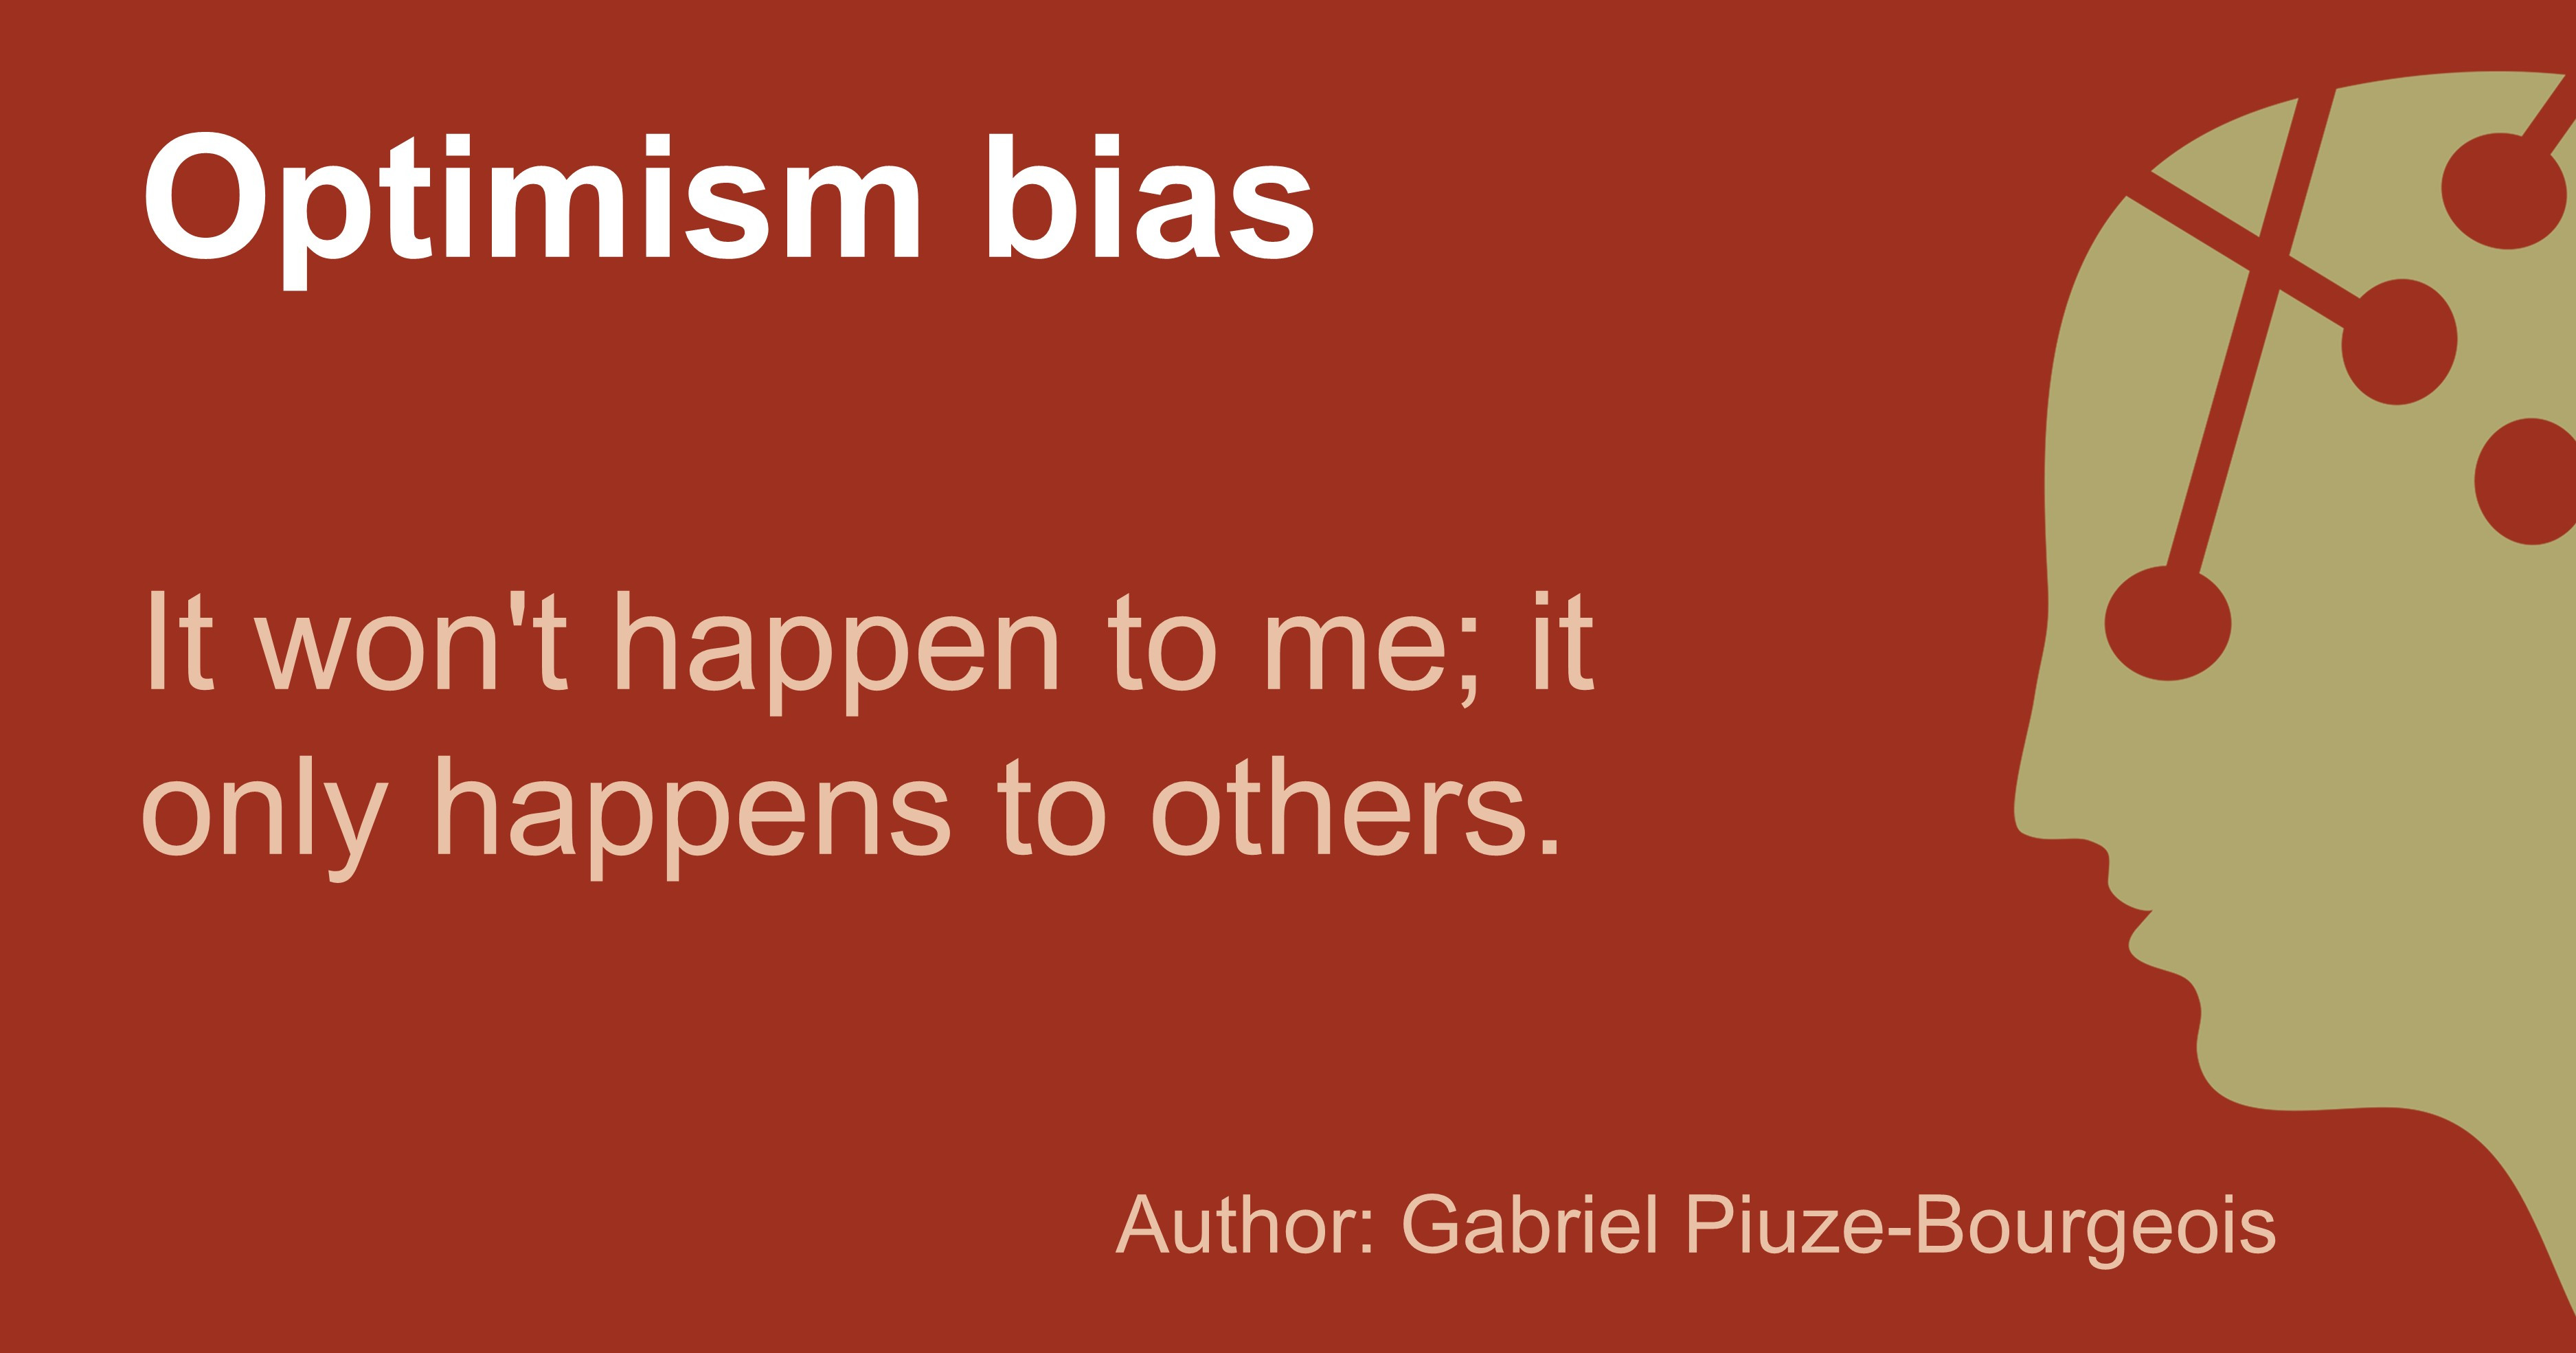 Optimism bias
It won't happen to me; it
only happens to others.
Author: Gabriel Piuze-Bourgeois